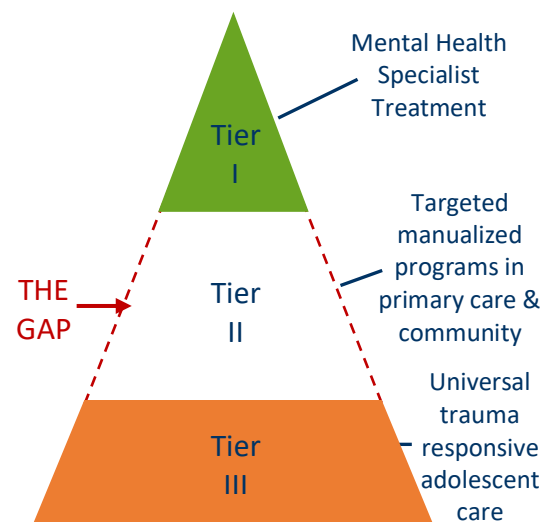 Mental Health
Specialist
Treatment
Tier
I
Targeted
manualized
programs in
primary care &
community
THE
GAP
Tier
II
Universal
trauma
responsive
adolescent
care
Tier
III